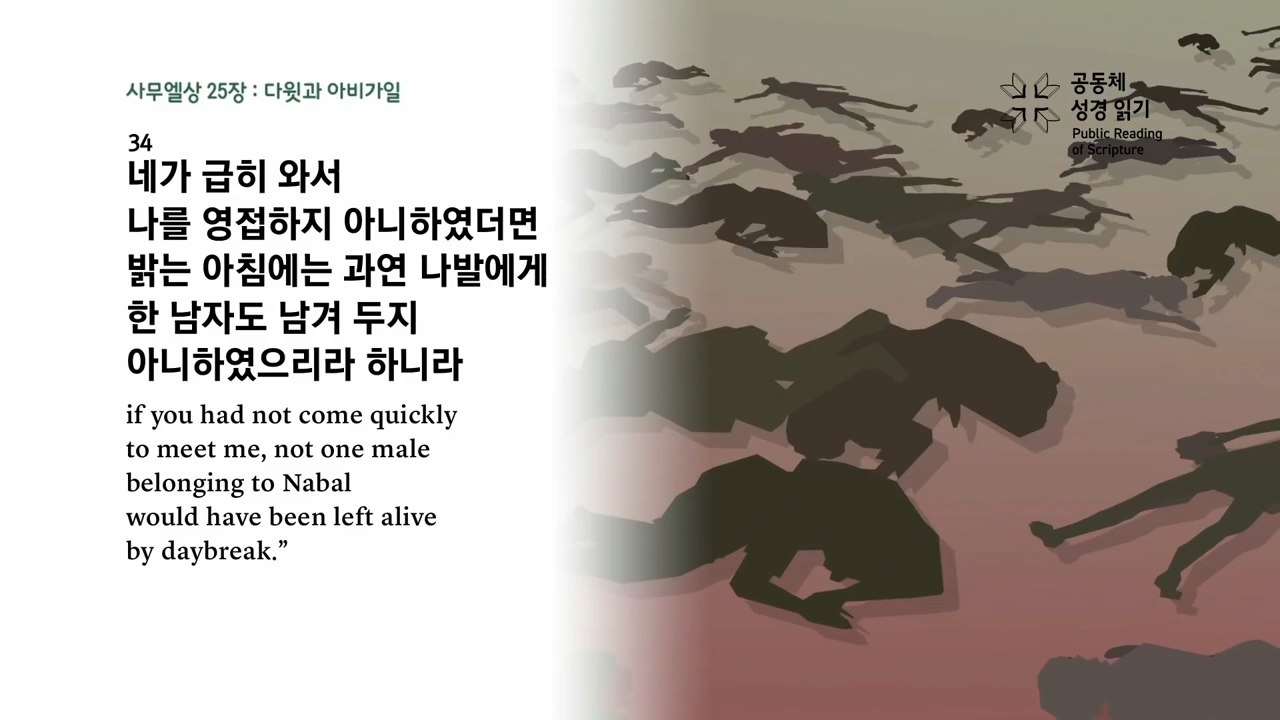 사무엘상 25장 : 다윗과 아비가일
34
네가 급히 와서
나를 영접하지 아니하였더면
밝는 아침에는 과연 나발에게
한 남자도 남겨 두지
아니하였으리라 하니라
if you had not come quickly
to meet me, not one male
belonging to Nabal
would have been left alive
by daybreak.”
공동체
성경 읽기
Public Reading
of Scripture